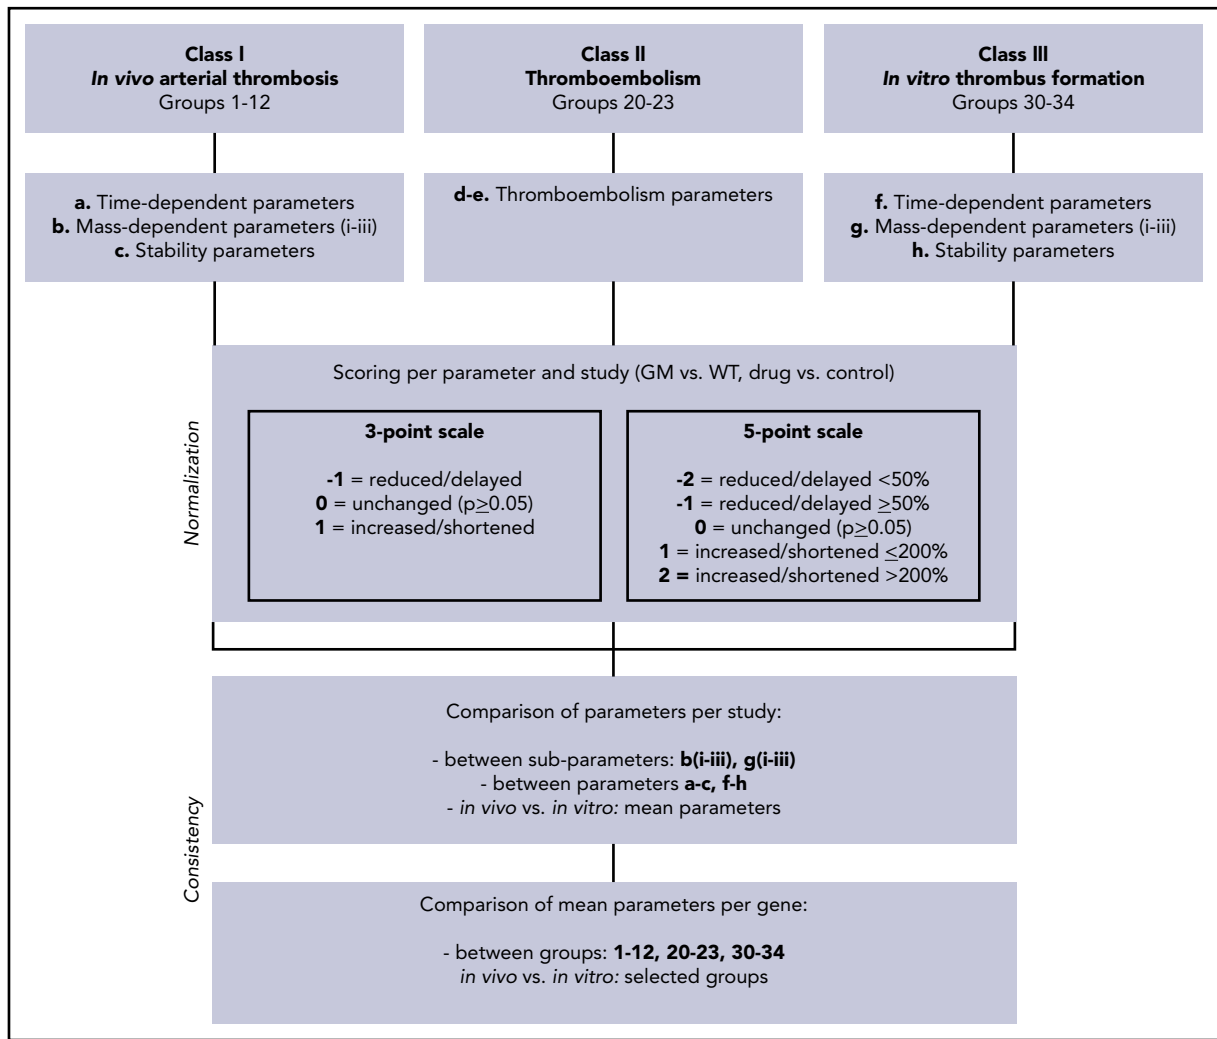 Class I
In vivo arterial thrombosis
Groups 1-12
Class II
Thromboembolism
Groups 20-23
Class III
In vitro thrombus formation
Groups 30-34
a. Time-dependent parameters
b. Mass-dependent parameters (i-iii)
c. Stability parameters
d-e. Thromboembolism parameters
f. Time-dependent parameters
g. Mass-dependent parameters (i-iii)
h. Stability parameters
Normalization
Scoring per parameter and study (GM vs. WT, drug vs. control)
3-point scale
-1 = reduced/delayed
0 = unchanged (p≥0.05)
1 = increased/shortened
5-point scale
-2 = reduced/delayed <50%
-1 = reduced/delayed ≥50%
0 = unchanged (p≥0.05)
1 = increased/shortened ≤200%
2 = increased/shortened >200%
Consistency
Comparison of parameters per study:
- between sub-parameters: b(i-iii), g(i-iii)
- between parameters a-c, f-h
- in vivo vs. in vitro: mean parameters
Comparison of mean parameters per gene:
- between groups: 1-12, 20-23, 30-34
in vivo vs. in vitro: selected groups